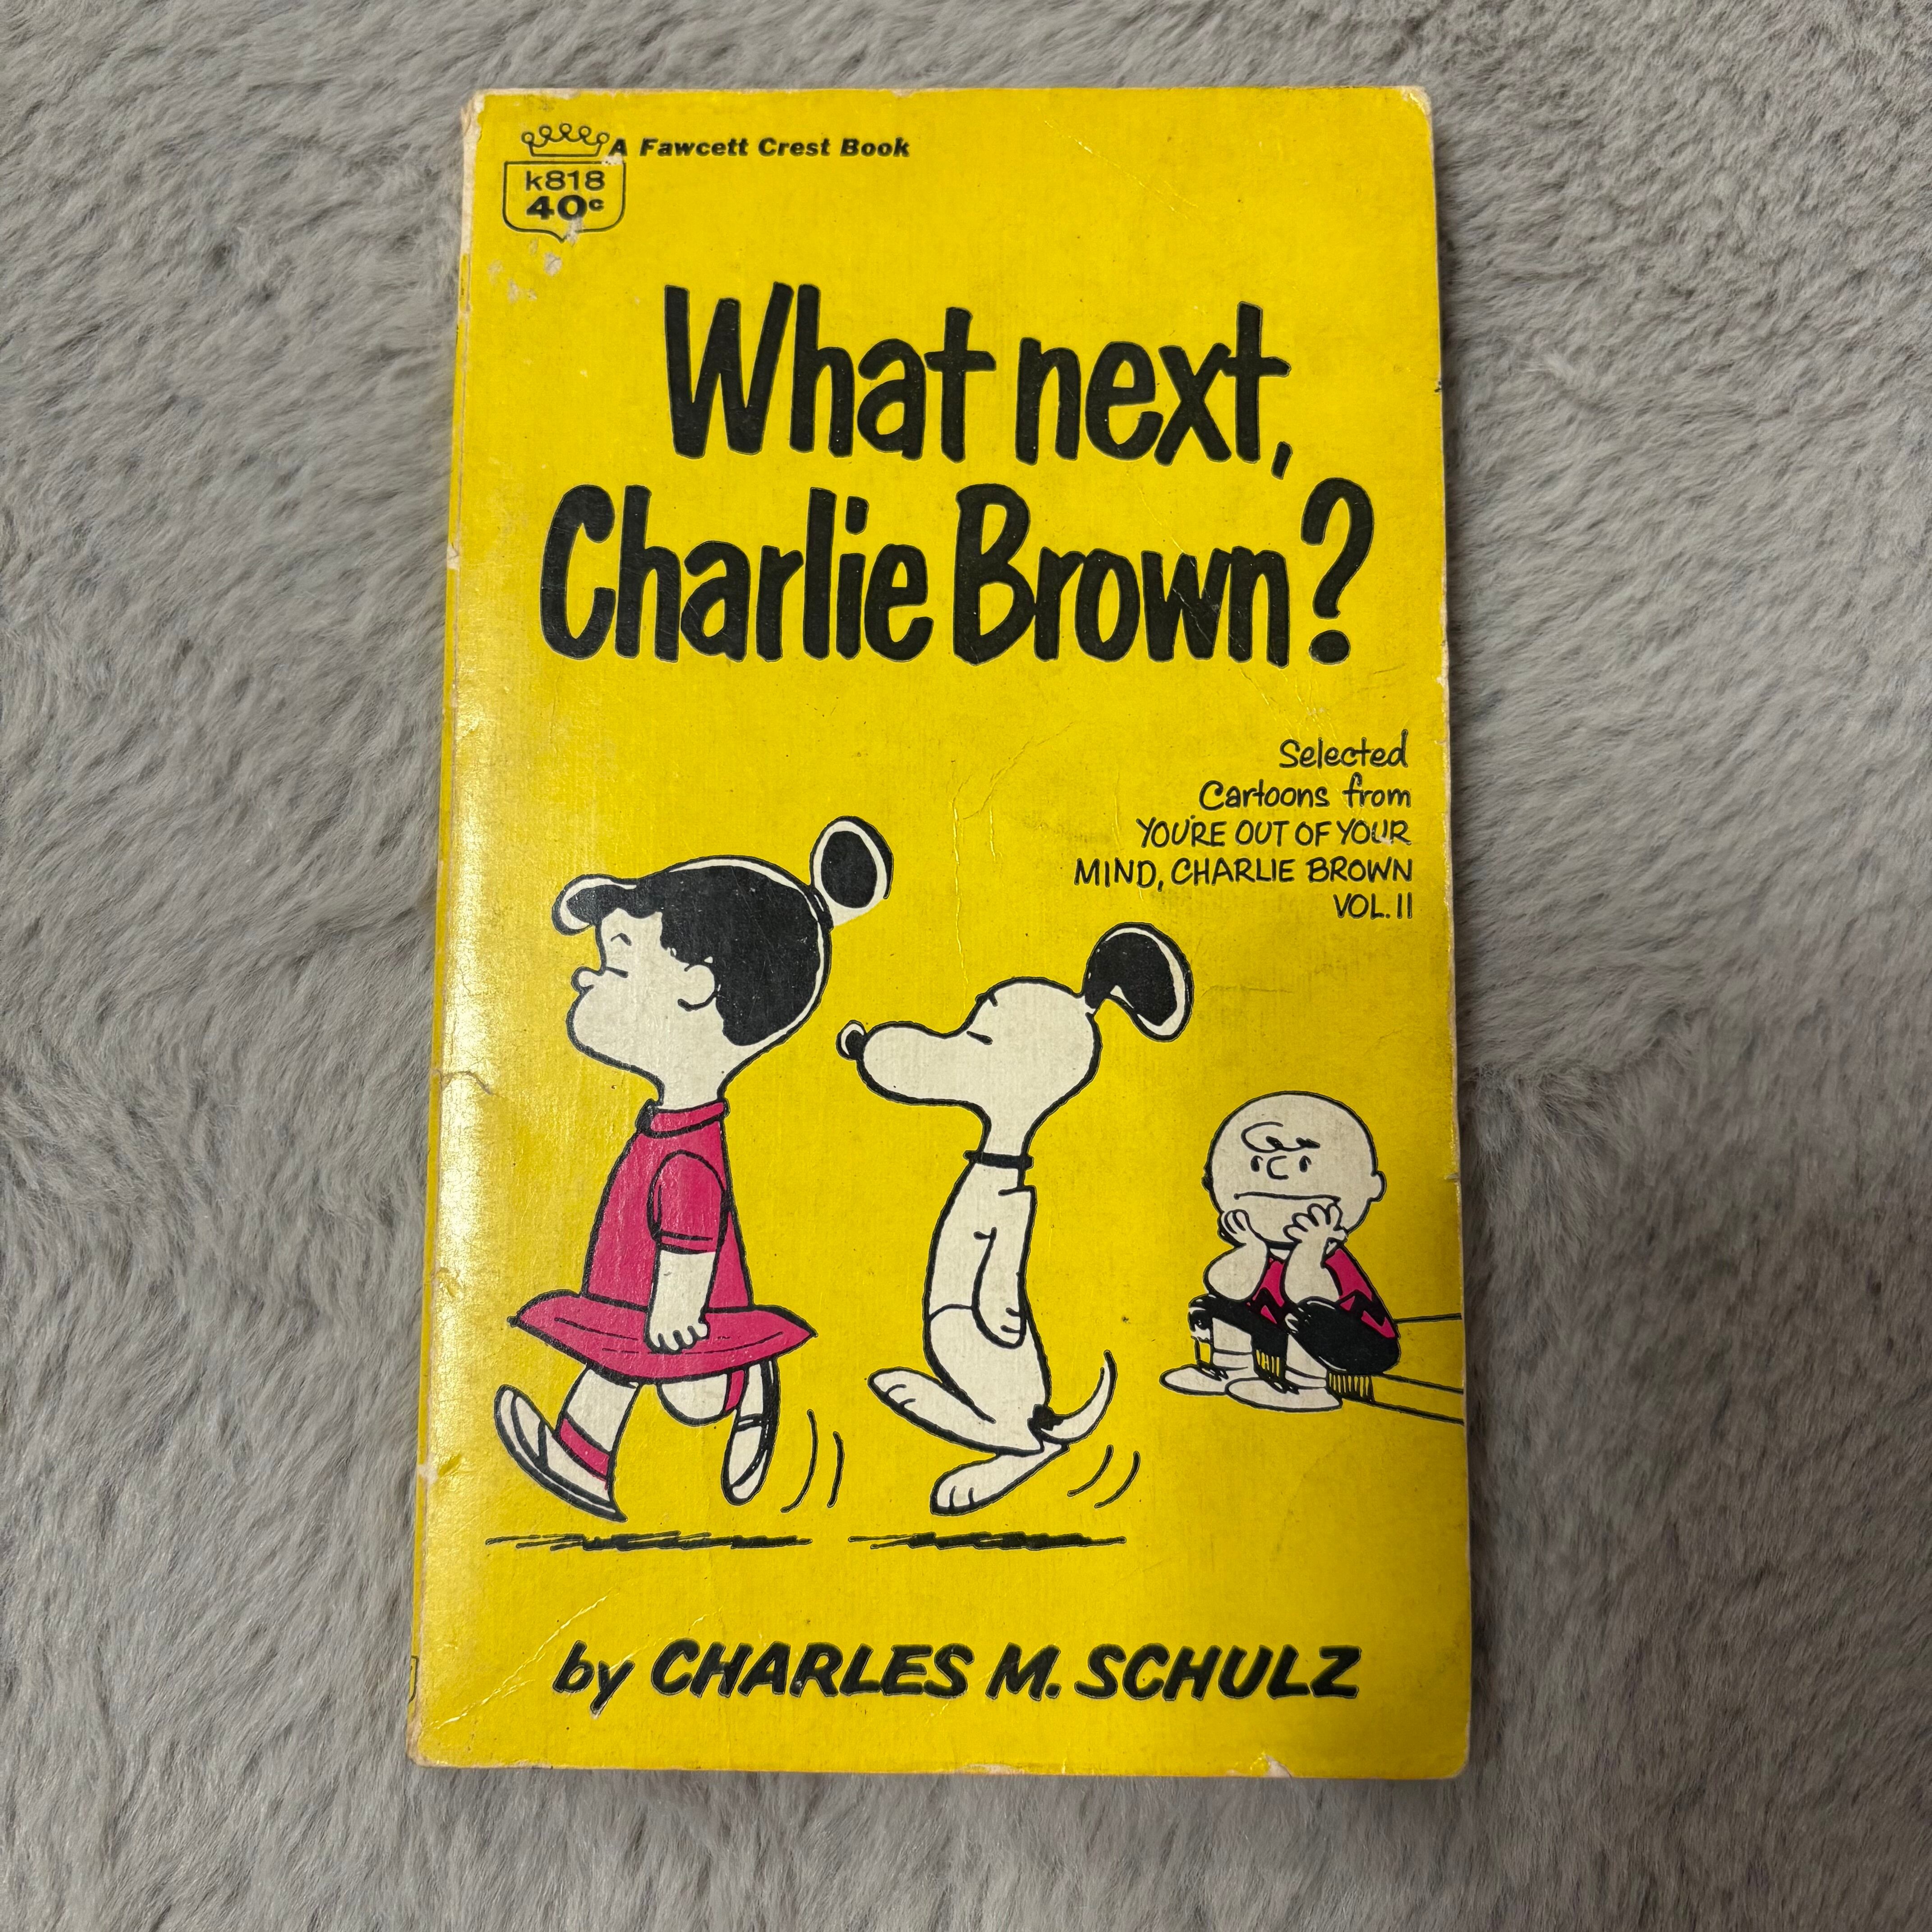 A Fawcett Crest Book
k818
40c
What next,
Charlie Brown?
Selected
Cartoons from
YOU'RE OUT OF YOUR
MIND, CHARLIE BROWN
VOL. II
by CHARLES M. SCHULZ